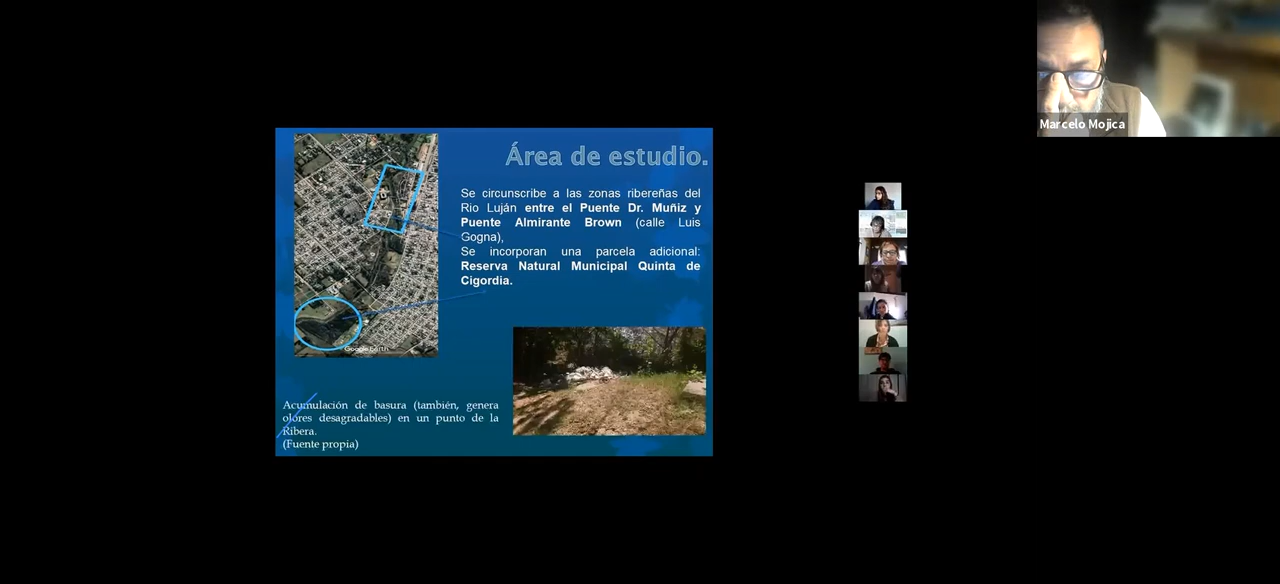 Marcelo Mojica
Área de estudio.
Se circunscribe a las zonas ribereñas del
Rio Luján entre el Puente Dr. Muñiz y
Puente Almirante Brown (calle Luis
Gogna),
Se incorporan una parcela adicional:
Reserva Natural Municipal Quinta de
Cigordia.
Google Earth
Acumulación de basura (también, genera
olores desagradables) en un punto de la
Ribera.
(Fuente propia)